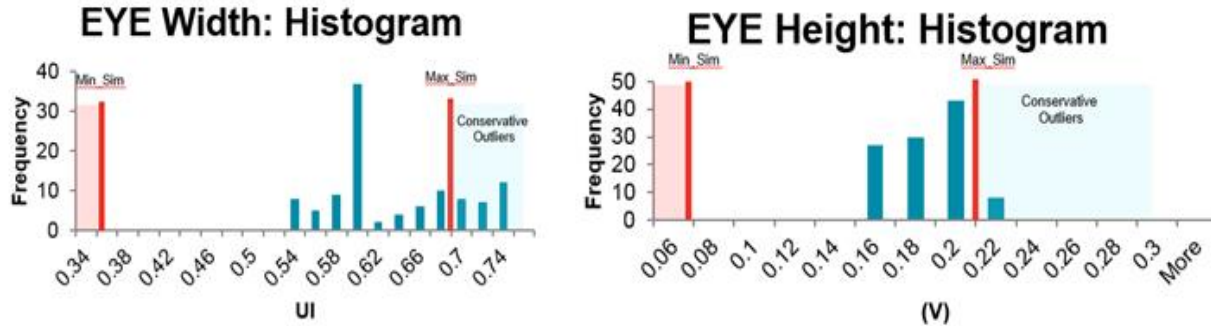 EYE Width: Histogram
40
30
20
10
0
Frequency
Min_Sim
Max_Sim
Conservative
Outliers
0.34
0.38
0.42
0.46
0.5
0.54
0.58
0.62
0.66
0.7
0.74
UI
EYE Height: Histogram
50
40
30
20
10
0
Frequency
Min_Sim
Max_Sim
Conservative
Outliers
0.06
0.08
0.1
0.12
0.14
0.16
0.18
0.2
0.22
0.24
0.26
0.28
0.3
More
(V)